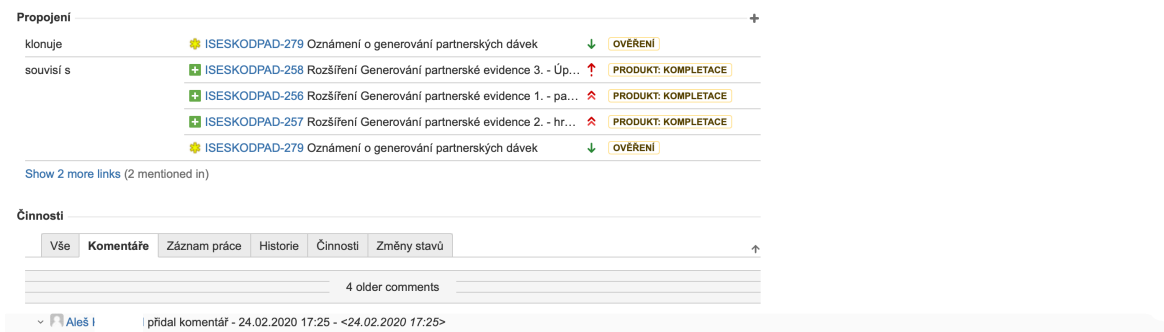 Propojení
klonuje ISESKODPAD-279 Oznámení o generování partnerských dávek OVĚŘENÍ
souvisí s ISESKODPAD-258 Rozšíření Generování partnerské evidence 3. - Úp... PRODUKT: KOMPLETACE
ISESKODPAD-256 Rozšíření Generování partnerské evidence 1. - pa... PRODUKT: KOMPLETACE
ISESKODPAD-257 Rozšíření Generování partnerské evidence 2. - hr... PRODUKT: KOMPLETACE
ISESKODPAD-279 Oznámení o generování partnerských dávek OVĚŘENÍ
Show 2 more links (2 mentioned in)
Činnosti
Vše Komentáře Záznam práce Historie Činnosti Změny stavů
4 older comments
Aleš přidal komentář - 24.02.2020 17:25 - <24.02.2020 17:25>